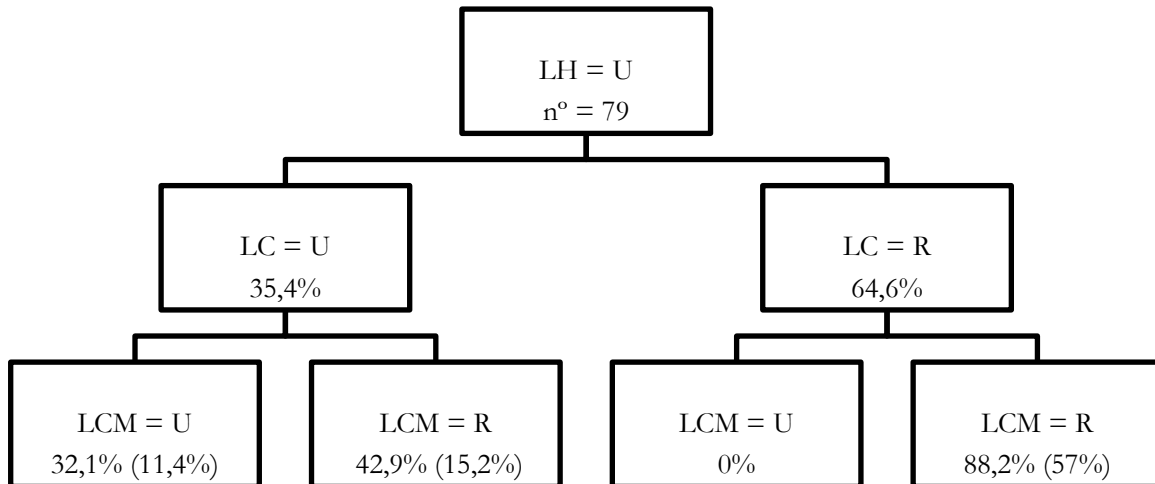 LH = U
nº = 79
LC = U
35,4%
LC = R
64,6%
LCM = U
32,1% (11,4%)
LCM = R
42,9% (15,2%)
LCM = U
0%
LCM = R
88,2% (57%)